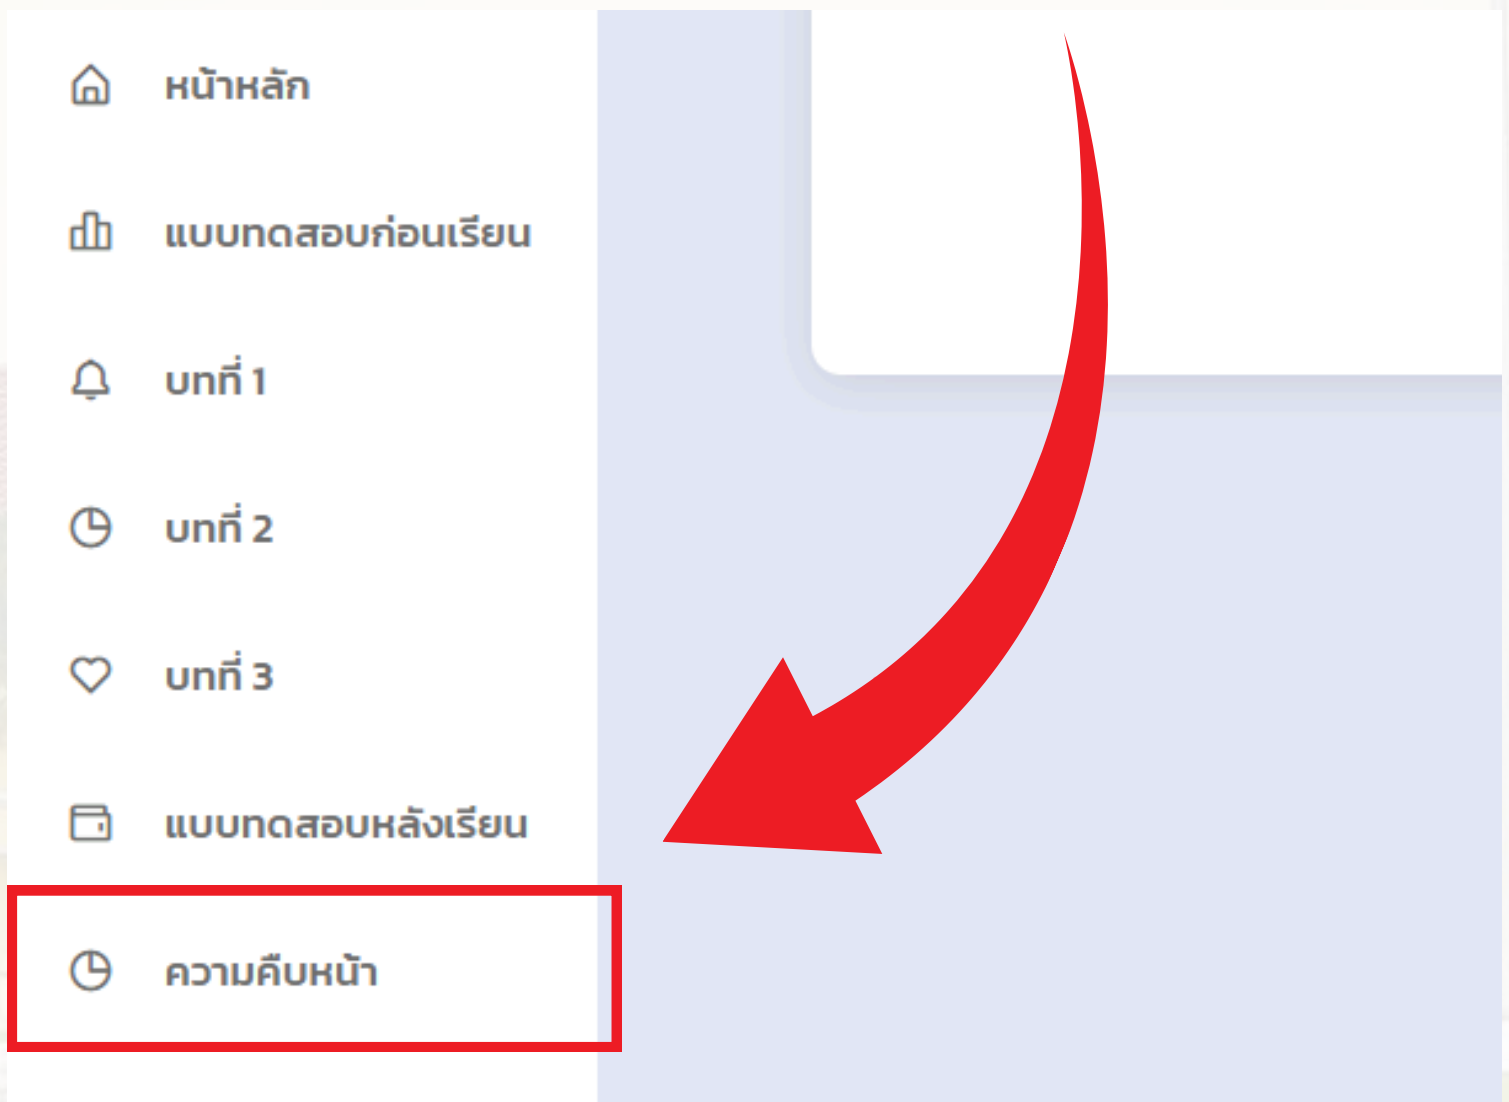 หน้าหลัก
แบบทดสอบก่อนเรียน
บทที่ 1
บทที่ 2
บทที่ 3
แบบทดสอบหลังเรียน
ความคืบหน้า